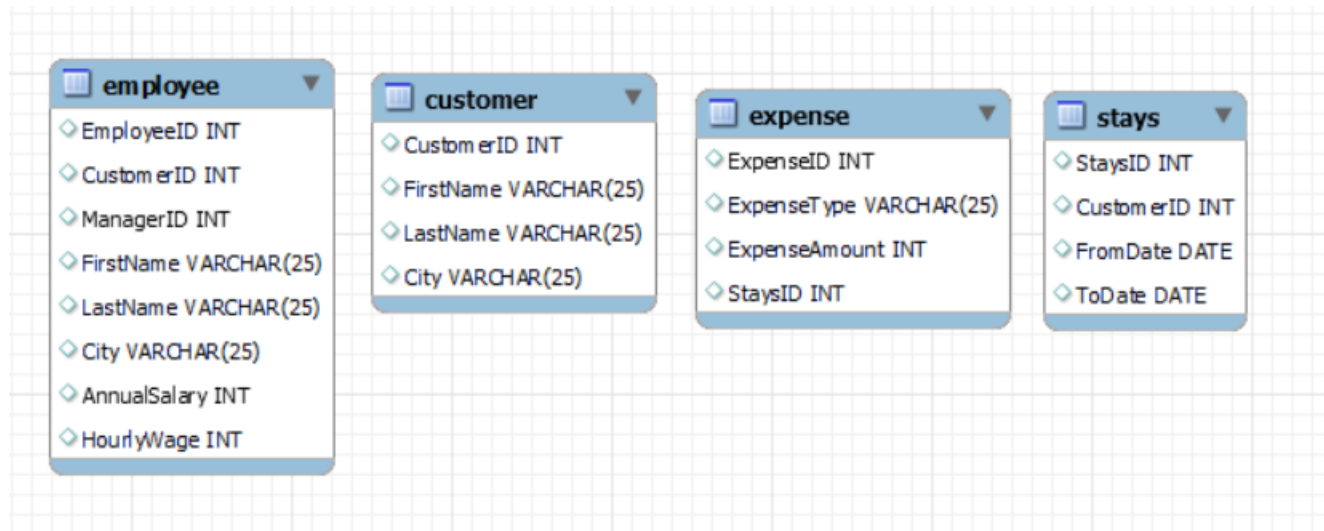 employee
EmployeeID INT
CustomerID INT
ManagerID INT
FirstName VARCHAR(25)
LastName VARCHAR(25)
City VARCHAR(25)
AnnualSalary INT
HourlyWage INT
customer
CustomerID INT
FirstName VARCHAR(25)
LastName VARCHAR(25)
City VARCHAR(25)
expense
ExpenseID INT
ExpenseType VARCHAR(25)
ExpenseAmount INT
StaysID INT
stays
StaysID INT
CustomerID INT
FromDate DATE
ToDate DATE